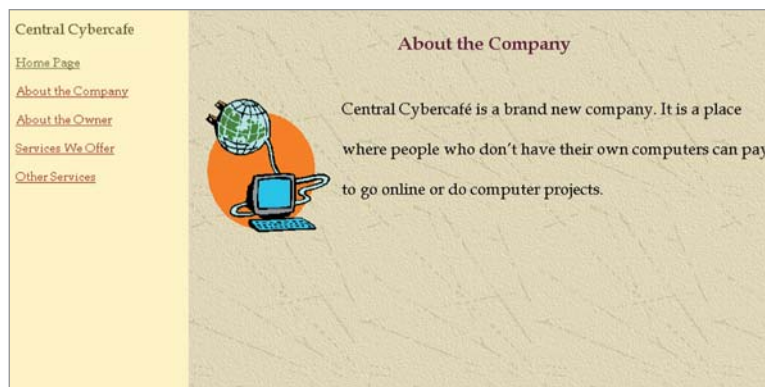 Central Cybercafe
Home Page
About the Company
About the Owner
Services We Offer
Other Services
About the Company
Central Cybercafé is a brand new company. It is a place
where people who don't have their own computers can pay
to go online or do computer projects.